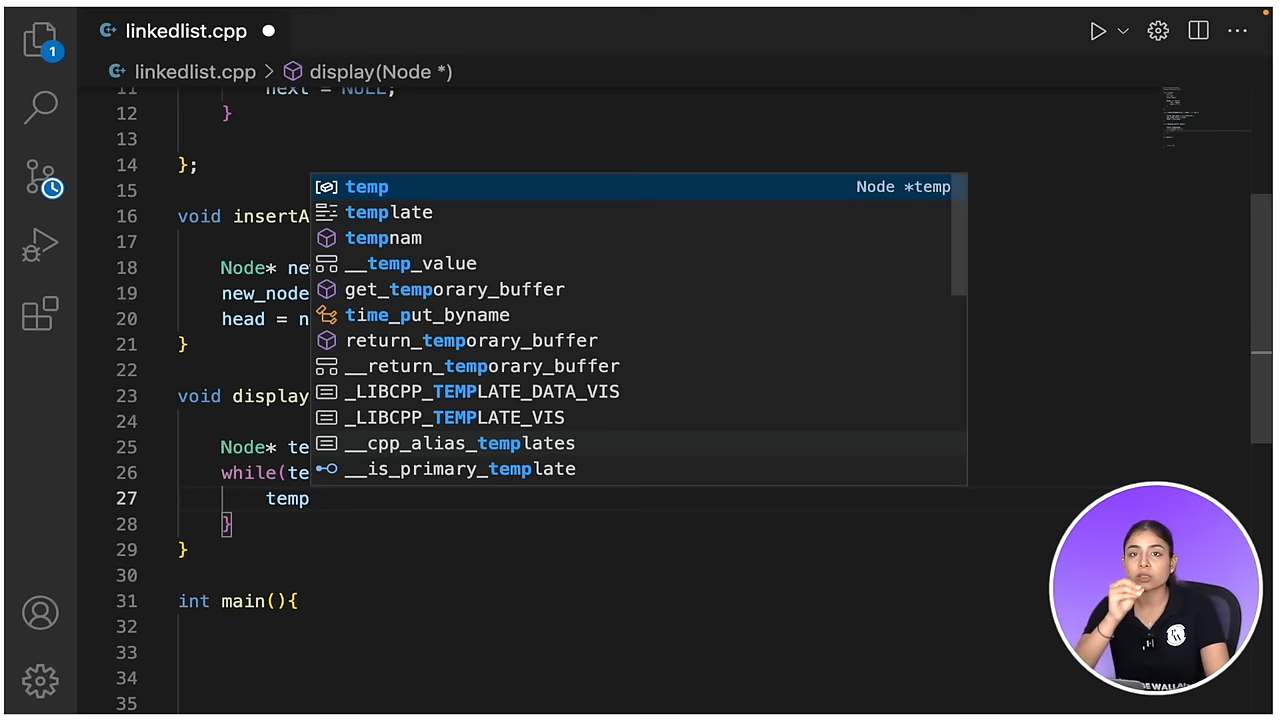 linkedlist.cpp
linkedlist.cpp > display(Node *)
1
11 next = NULL;
12 }
13
14 };
15
16 void insertA
17
18 Node* ne
19 new_node
20 head = n
21 }
22
23 void display
24
25 Node* te
26 while(te
27 temp
28 }
29 }
30
31 int main(){
32
33
34
35
temp Node *temp
template
tempnam
__temp_value
get_temporary_buffer
time_put_byname
return_temporary_buffer
__return_temporary_buffer
_LIBCPP_TEMPLATE_DATA_VIS
_LIBCPP_TEMPLATE_VIS
__cpp_alias_templates
__is_primary_template